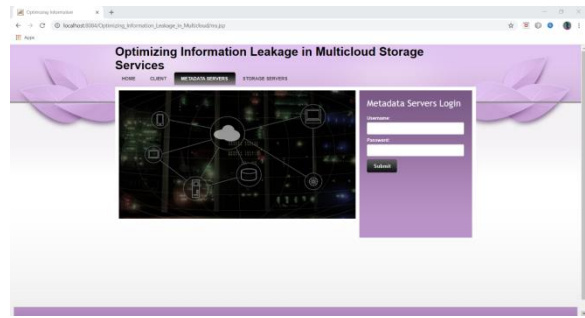 Optimizing Information
localhost:8084/Optimizing_Information_Leakage_in_Multicloud/mv.jsp
Apps
Optimizing Information Leakage in Multicloud Storage
Services
HOME CLIENT METADATA SERVERS STORAGE SERVERS
Metadata Servers Login
Username
Password
Submit